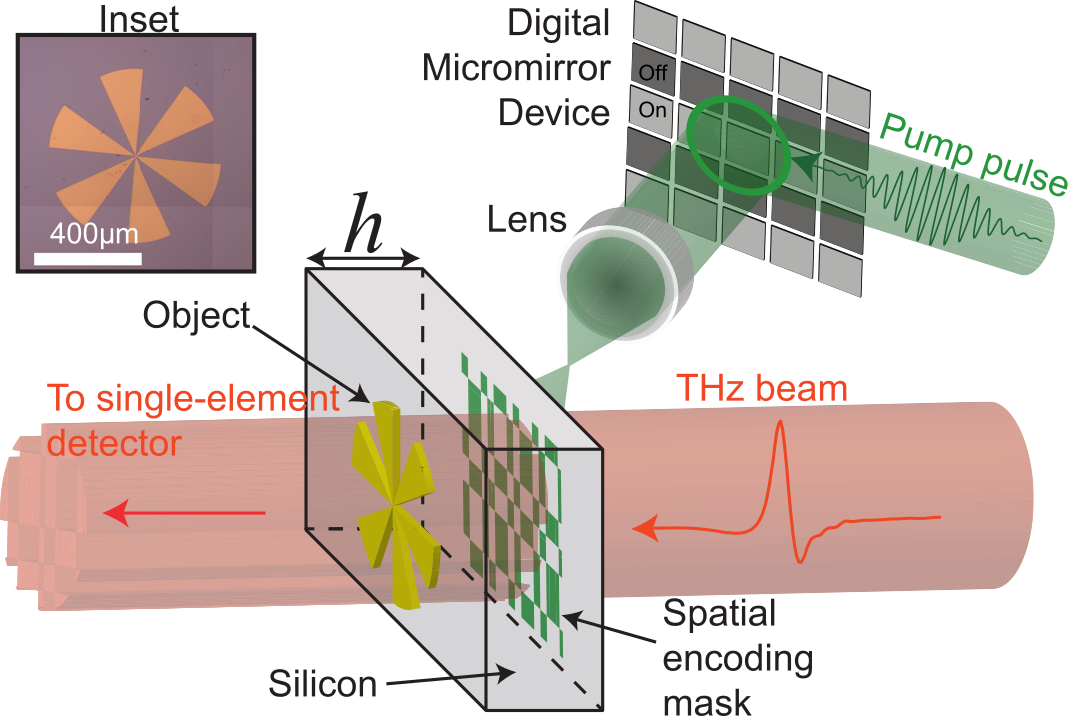 Inset
400μm
Digital
Micromirror
Device
Off
On
Pump pulse
Lens
h
Object
To single-element
detector
THz beam
Spatial
encoding
mask
Silicon